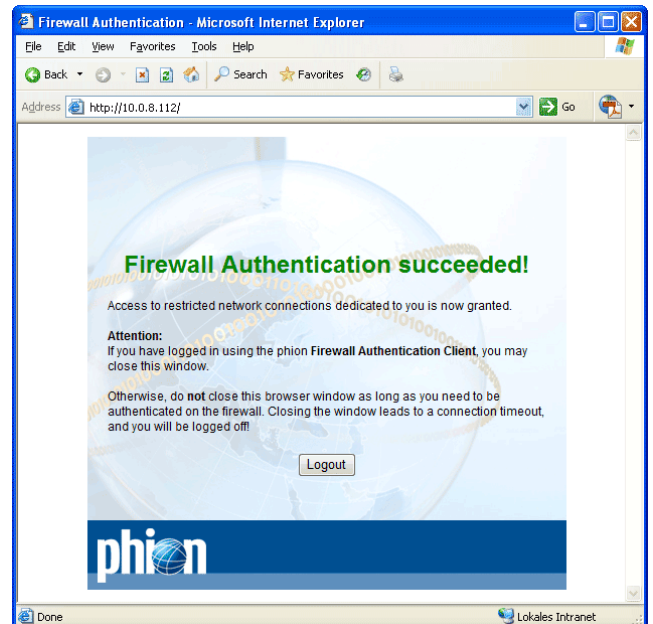 Firewall Authentication - Microsoft Internet Explorer
File Edit View Favorites Tools Help
Back Search Favorites
Address http://10.0.8.112/ Go
Firewall Authentication succeeded!
Access to restricted network connections dedicated to you is now granted.
Attention:
If you have logged in using the phion Firewall Authentication Client, you may
close this window.
Otherwise, do not close this browser window as long as you need to be
authenticated on the firewall. Closing the window leads to a connection timeout,
and you will be logged off!
Logout
phion
Done Lokales Intranet